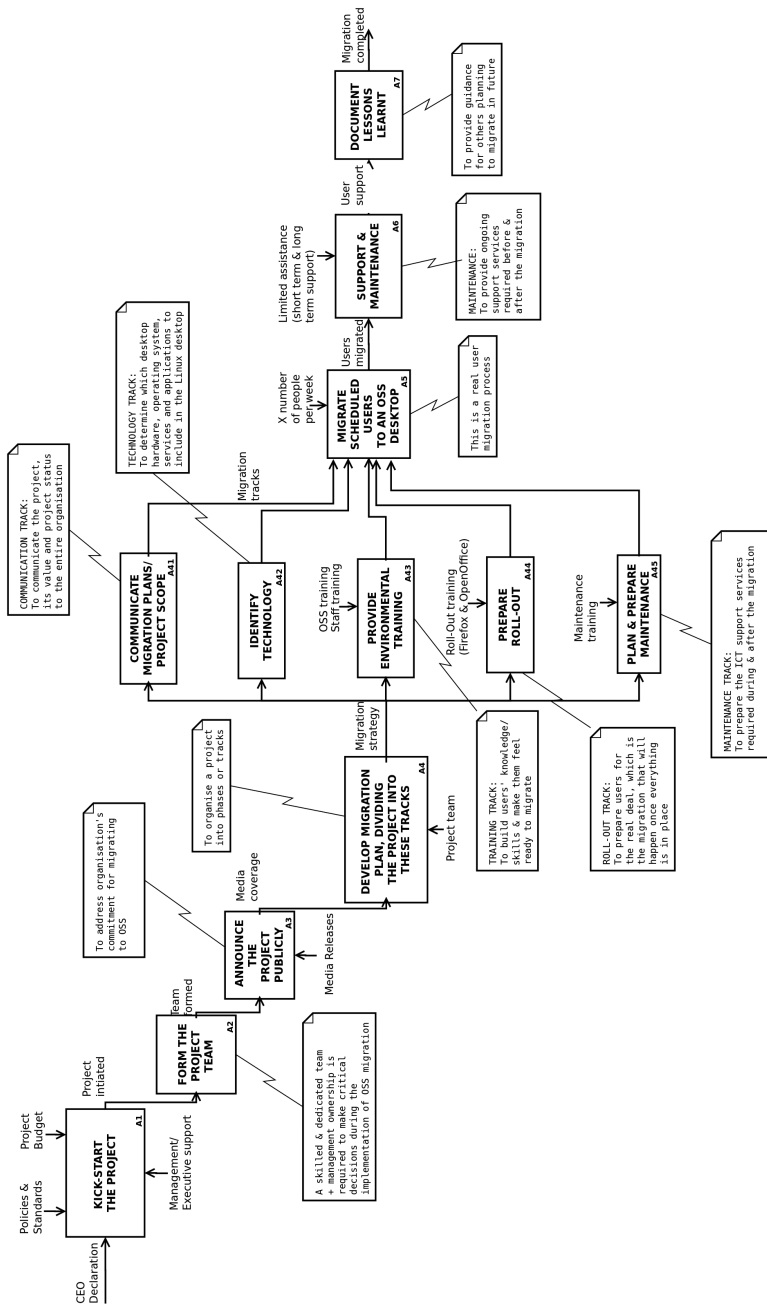 CEO
Declaration
Policies &
Standards
Project
Budget
KICK-START
THE PROJECT
A1
Management/
Executive support
Project
intiated
FORM THE
PROJECT
TEAM
A2
A skilled & dedicated team
+ management ownership is
required to make critical
decisions during the
implementation of OSS migration
Team
formed
ANNOUNCE
THE
PROJECT
PUBLICLY
A3
Media Releases
To address organisation's
commitment for migrating
to OSS
Media
coverage
DEVELOP MIGRATION
PLAN, DIVIDING
THE PROJECT INTO
THESE TRACKS
A4
Project team
To organise a project
into phases or tracks
Migration
strategy
COMMUNICATE
MIGRATION PLANS/
PROJECT SCOPE
A41
COMMUNICATION TRACK:
To communicate the project,
its value and project status
to the entire organisation
IDENTIFY
TECHNOLOGY
A42
TECHNOLOGY TRACK:
To determine which desktop
hardware, operating system,
services and applications to
include in the Linux desktop
OSS training
Staff training
PROVIDE
ENVIRONMENTAL
TRAINING
A43
TRAINING TRACK:
To build users' knowledge/
skills & make them feel
ready to migrate
Roll-Out training
(Firefox & OpenOffice)
PREPARE
ROLL-OUT
A44
ROLL-OUT TRACK:
To prepare users for
the real deal, which is
the migration that will
happen once everything
is in place
Maintenance
training
PLAN & PREPARE
MAINTENANCE
A45
MAINTENANCE TRACK:
To prepare the ICT support services
required during & after the migration
Migration
tracks
X number
of people
per week
MIGRATE
SCHEDULED
USERS
TO AN OSS
DESKTOP
A5
This is a real user
migration process
Users
migrated
Limited assistance
(short term & long
term support)
SUPPORT &
MAINTENANCE
A6
MAINTENANCE:
To provide ongoing
support services
required before &
after the migration
User
support
DOCUMENT
LESSONS
LEARNT
A7
To provide guidance
for others planning
to migrate in future
Migration
completed